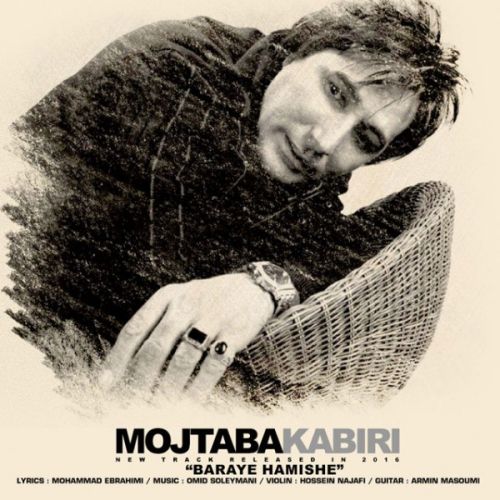 MOJTABAKABIRI
NEW TRACK RELEASED IN 2016
"BARAYE HAMISHE"
LYRICS : MOHAMMAD EBRAHIMI / MUSIC : OMID SOLEYMANI / VIOLIN : HOSSEIN NAJAFI / GUITAR : ARMIN MASOUMI